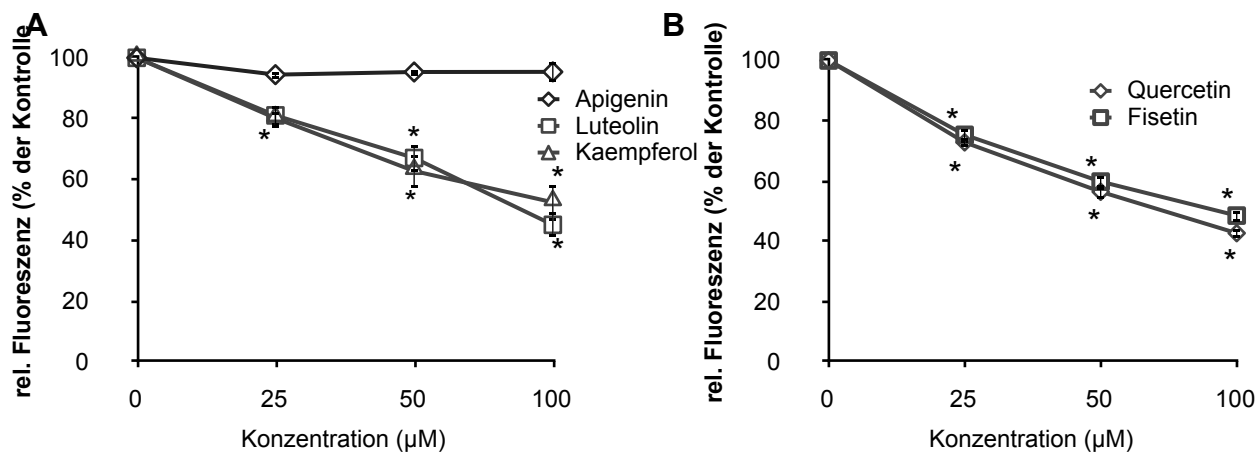 A
rel. Fluoreszenz (% der Kontrolle)
100
80
60
40
20
0
0 25 50 100
Konzentration (µM)
Apigenin
Luteolin
Kaempferol
*
*
*
*
*
B
rel. Fluoreszenz (% der Kontrolle)
100
80
60
40
20
0
0 25 50 100
Konzentration (µM)
Quercetin
Fisetin
*
*
*
*
*
*